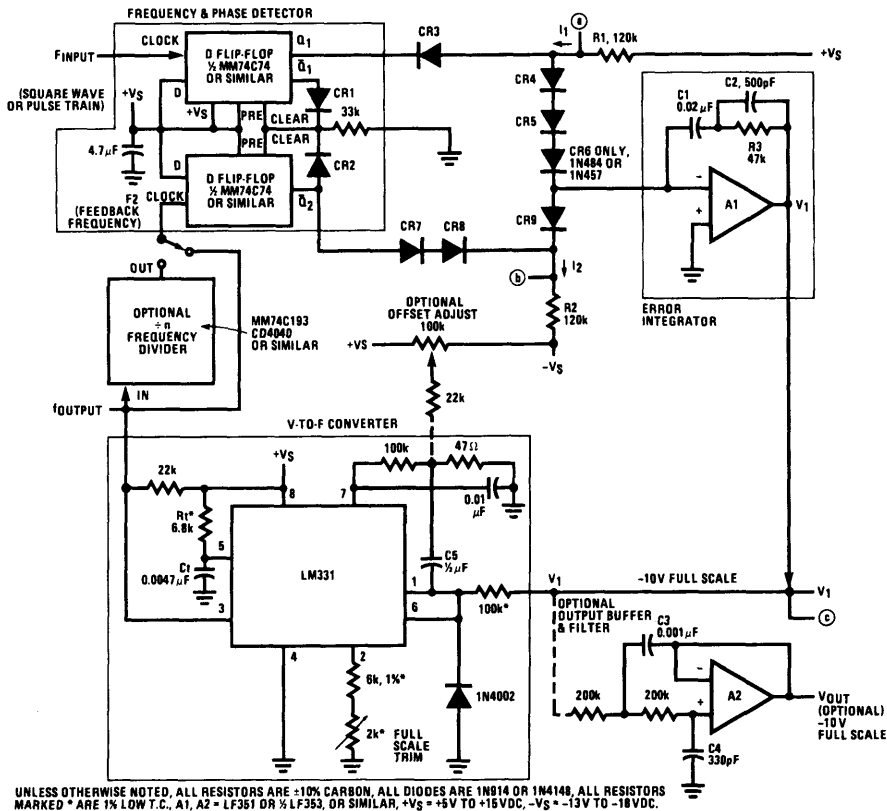 FREQUENCY & PHASE DETECTOR
FINPUT
CLOCK
D FLIP-FLOP
½ MM74C74
OR SIMILAR
Q1
Q̅1
CR3
I1
a
R1, 120k
+VS
(SQUARE WAVE
OR PULSE TRAIN)
+VS
D
+VS
PRE
CLEAR
CR1
33k
PRE
CLEAR
4.7µF
D
D FLIP-FLOP
½ MM74C74
OR SIMILAR
Q̅2
CR2
F2
(FEEDBACK
FREQUENCY)
CLOCK
CR4
CR5
CR6 ONLY,
1N484 OR
1N457
CR9
CR7
CR8
b
I2
R2
120k
-VS
C1
0.02µF
C2, 500pF
R3
47k
-
+
A1
V1
ERROR
INTEGRATOR
OUT
OPTIONAL
÷ n
FREQUENCY
DIVIDER
MM74C193
CD4040
OR SIMILAR
IN
fOUTPUT
OPTIONAL
OFFSET ADJUST
100k
+VS
22k
V-TO-F CONVERTER
22k
+VS
8
7
100k
47Ω
0.01
µF
Rt*
6.8k
5
Ct
0.0047µF
3
LM331
C5
½µF
1
6
100k*
4
2
6k, 1%*
2k*
FULL
SCALE
TRIM
1N4002
V1
-10V FULL SCALE
V1
c
OPTIONAL
OUTPUT BUFFER
& FILTER
C3
0.001µF
200k
200k
-
+
A2
C4
330pF
VOUT
(OPTIONAL)
-10V
FULL SCALE
UNLESS OTHERWISE NOTED, ALL RESISTORS ARE ±10% CARBON, ALL DIODES ARE 1N914 OR 1N4148, ALL RESISTORS
MARKED * ARE 1% LOW T.C., A1, A2 = LF351 OR ½ LF353, OR SIMILAR, +VS = +5V TO +15VDC, -VS = -13V TO -18VDC.